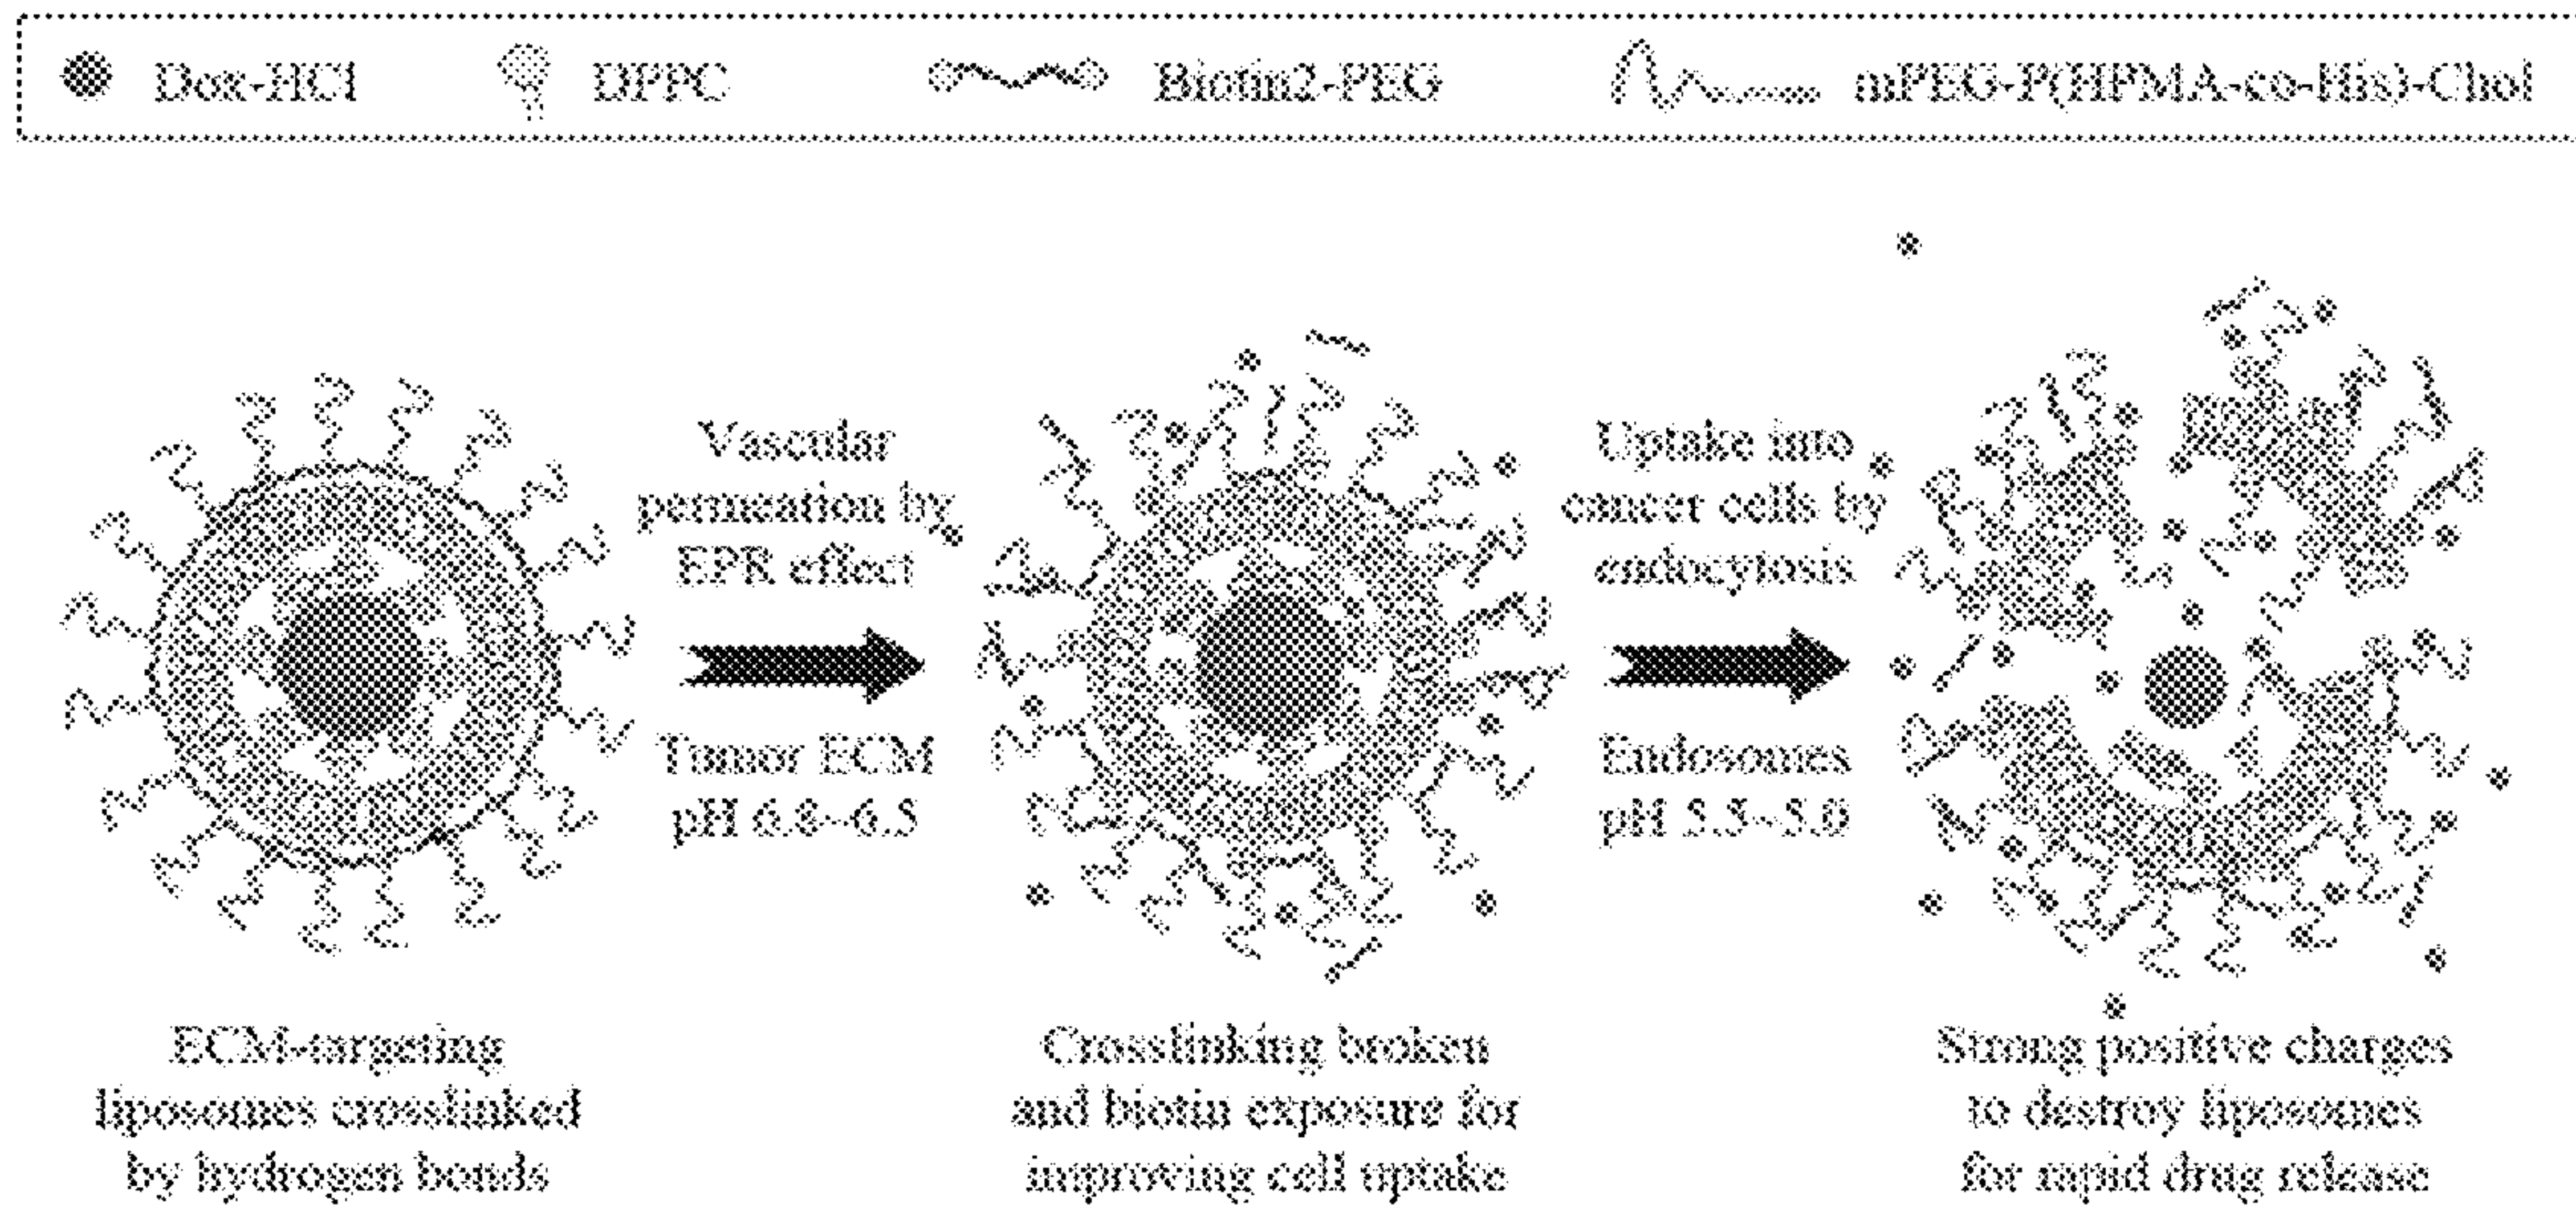 Dox-HCl DPPC Biotin2-PEG mPEG-P(HPMA-co-His)-Chol
Vascular
permeation by
EPR effect
Tumor ECM
pH 6.8~6.5
Uptake into
cancer cells by
endocytosis
Endosomes
pH 5.5~5.0
ECM-targeting
liposomes crosslinked
by hydrogen bonds
Crosslinking broken
and biotin exposure for
improving cell uptake
Strong positive charges
to destroy liposomes
for rapid drug release